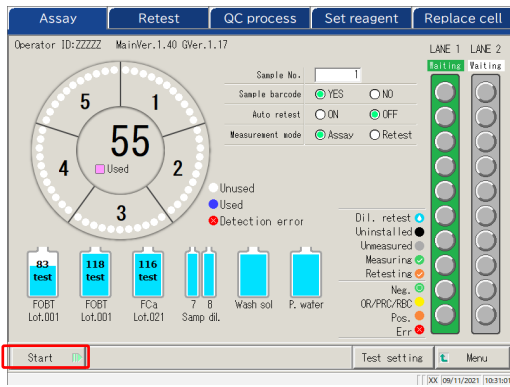 Assay Retest QC process Set reagent Replace cell
Operator ID:ZZZZZ MainVer.1.40 GVer.1.17
LANE 1 LANE 2
Waiting Waiting
Sample No. 1
Sample barcode YES NO
Auto retest ON OFF
Measurement mode Assay Retest
5 1
55
Used
4 2
3
Unused
Used
Detection error
Dil. retest
Uninstalled
Unmeasured
Measuring
Retesting
Neg.
OR/PRC/RBC
Pos.
Err
83 test
118 test
116 test
FOBT Lot.001
FOBT Lot.001
FCa Lot.021
7 8 Samp dil.
Wash sol
P. water
Start Test setting Menu
XX 09/11/2021 10:31:01